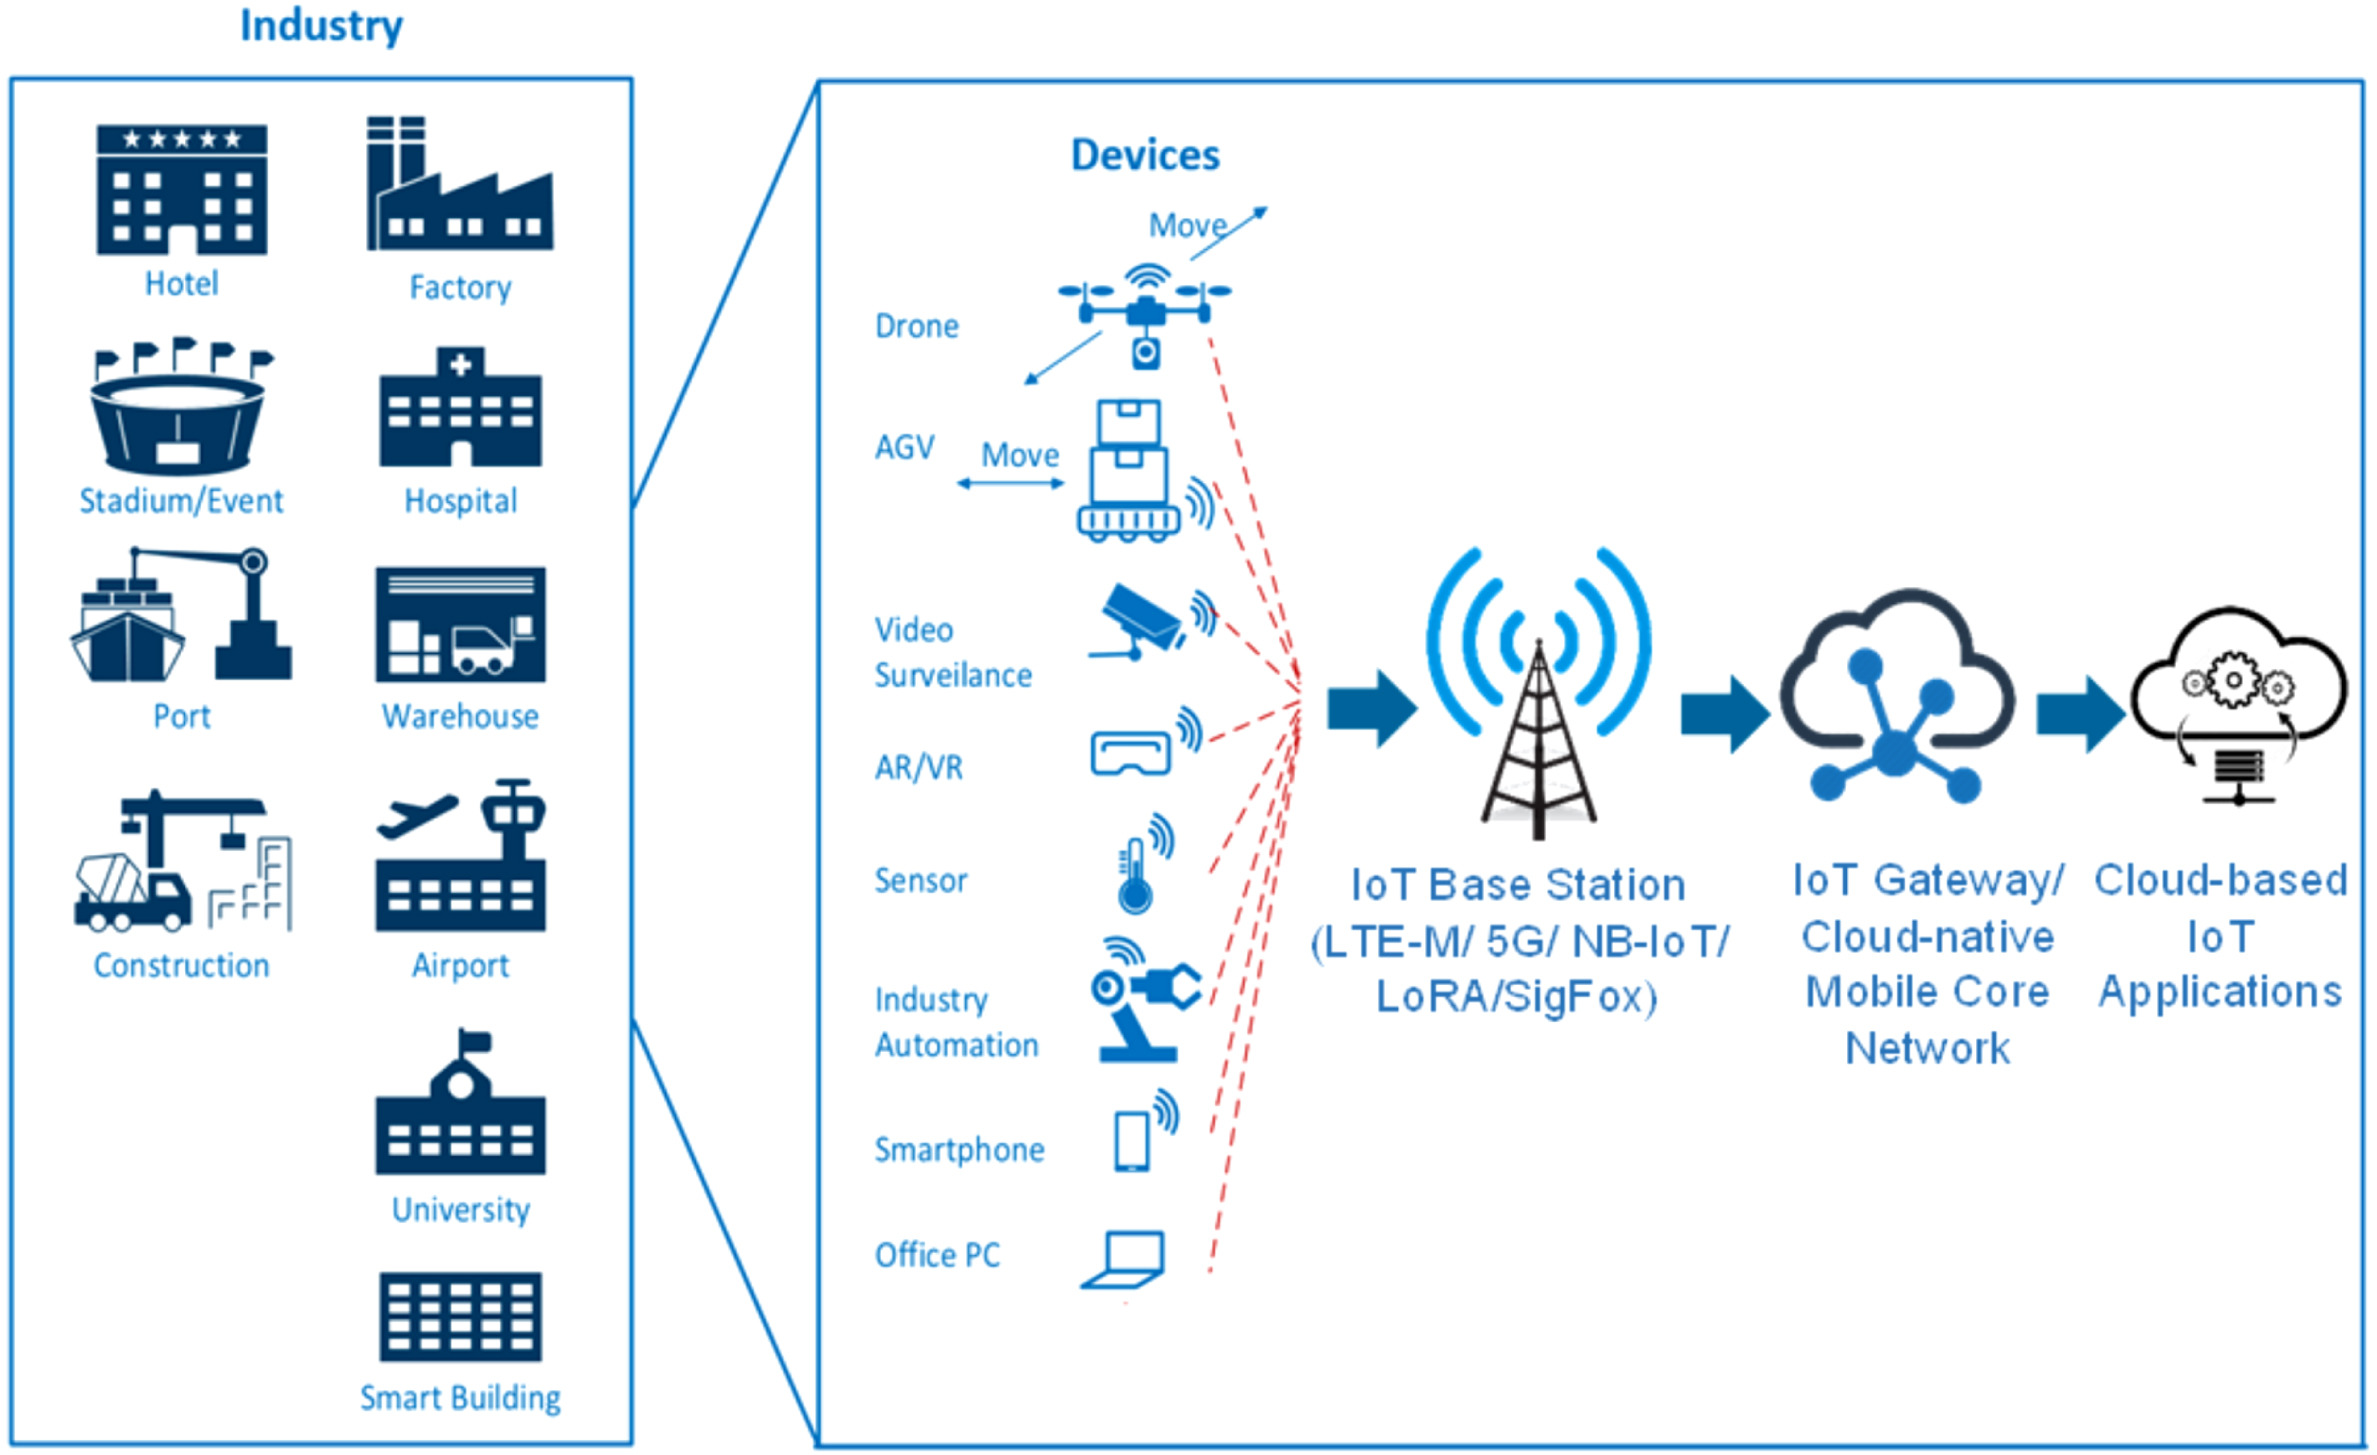 Industry
Hotel
Factory
Stadium/Event
Hospital
Port
Warehouse
Construction
Airport
University
Smart Building
Devices
Move
Drone
AGV
Move
Video
Surveilance
AR/VR
Sensor
Industry
Automation
Smartphone
Office PC
IoT Base Station
(LTE-M/ 5G/ NB-IoT/
LoRA/SigFox)
IoT Gateway/
Cloud-native
Mobile Core
Network
Cloud-based
IoT
Applications